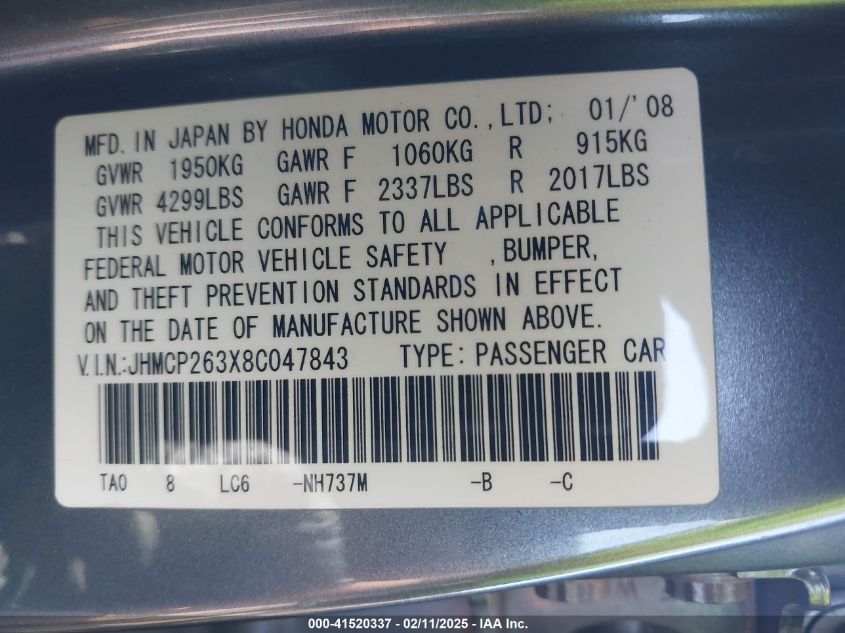 MFD. IN JAPAN BY HONDA MOTOR CO., LTD; 01/'08
GVWR 1950KG GAWR F 1060KG R 915KG
GVWR 4299LBS GAWR F 2337LBS R 2017LBS
THIS VEHICLE CONFORMS TO ALL APPLICABLE
FEDERAL MOTOR VEHICLE SAFETY , BUMPER,
AND THEFT PREVENTION STANDARDS IN EFFECT
ON THE DATE OF MANUFACTURE SHOWN ABOVE.
V.I.N.:JHMCP263X8C047843 TYPE: PASSENGER CAR
TA0 8 LC6 -NH737M -B -C
000-41520337 - 02/11/2025 - IAA Inc.